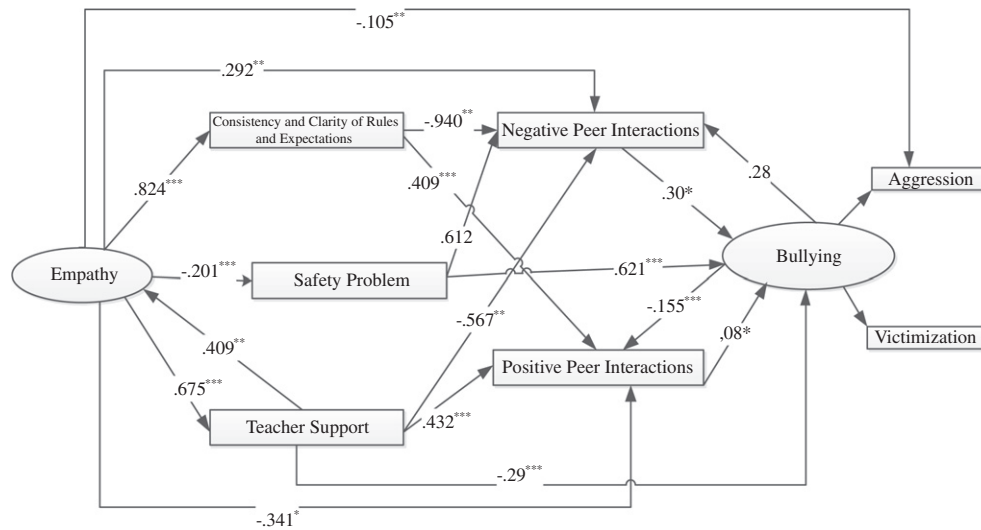 -.105**
.292**
Consistency and Clarity of Rules
and Expectations
-.940**
Negative Peer Interactions
.409***
.28
Aggression
.824***
.30*
.612
Empathy
-.201***
Safety Problem
.621***
Bullying
-.567**
-.155***
,08*
Victimization
.409**
Positive Peer Interactions
.675***
Teacher Support
.432***
-.29***
-.341*